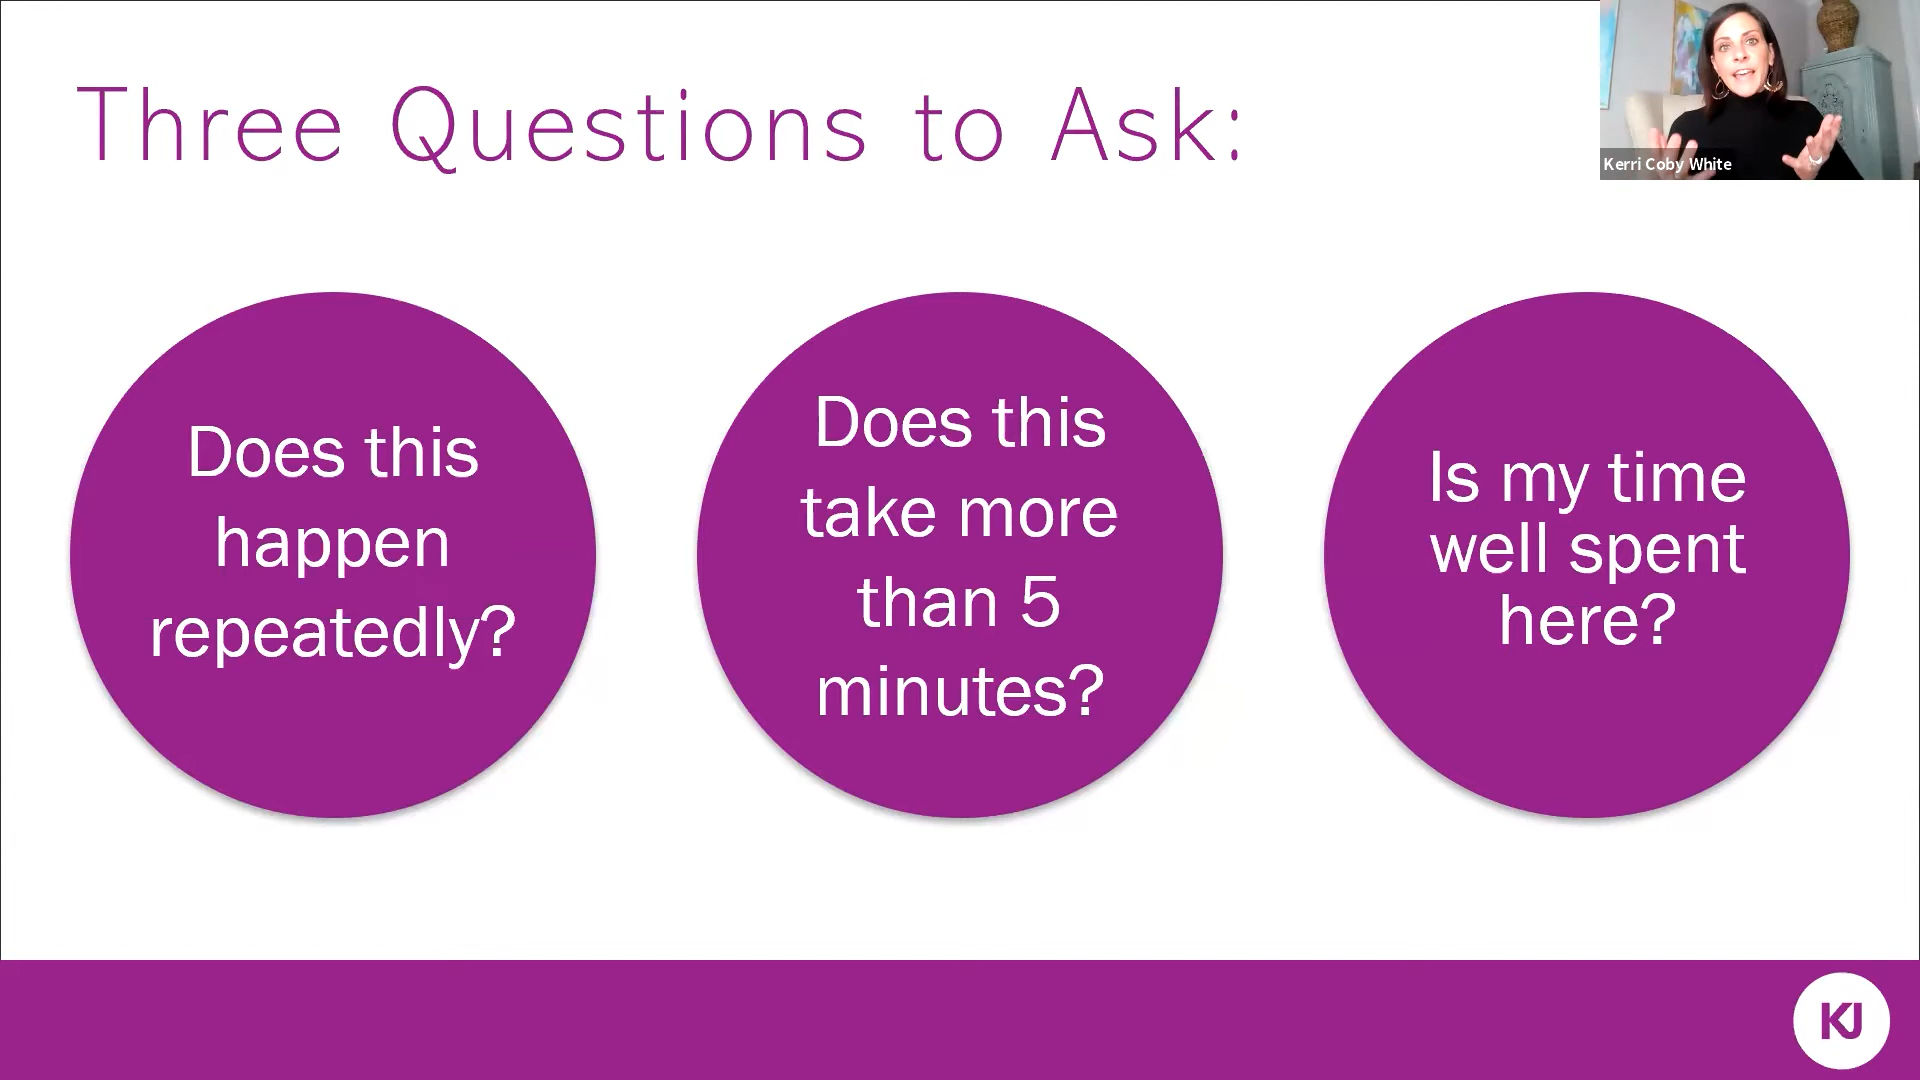 Three Questions to Ask:
Kerri Coby White
Does this
happen
repeatedly?
Does this
take more
than 5
minutes?
Is my time
well spent
here?
KJ